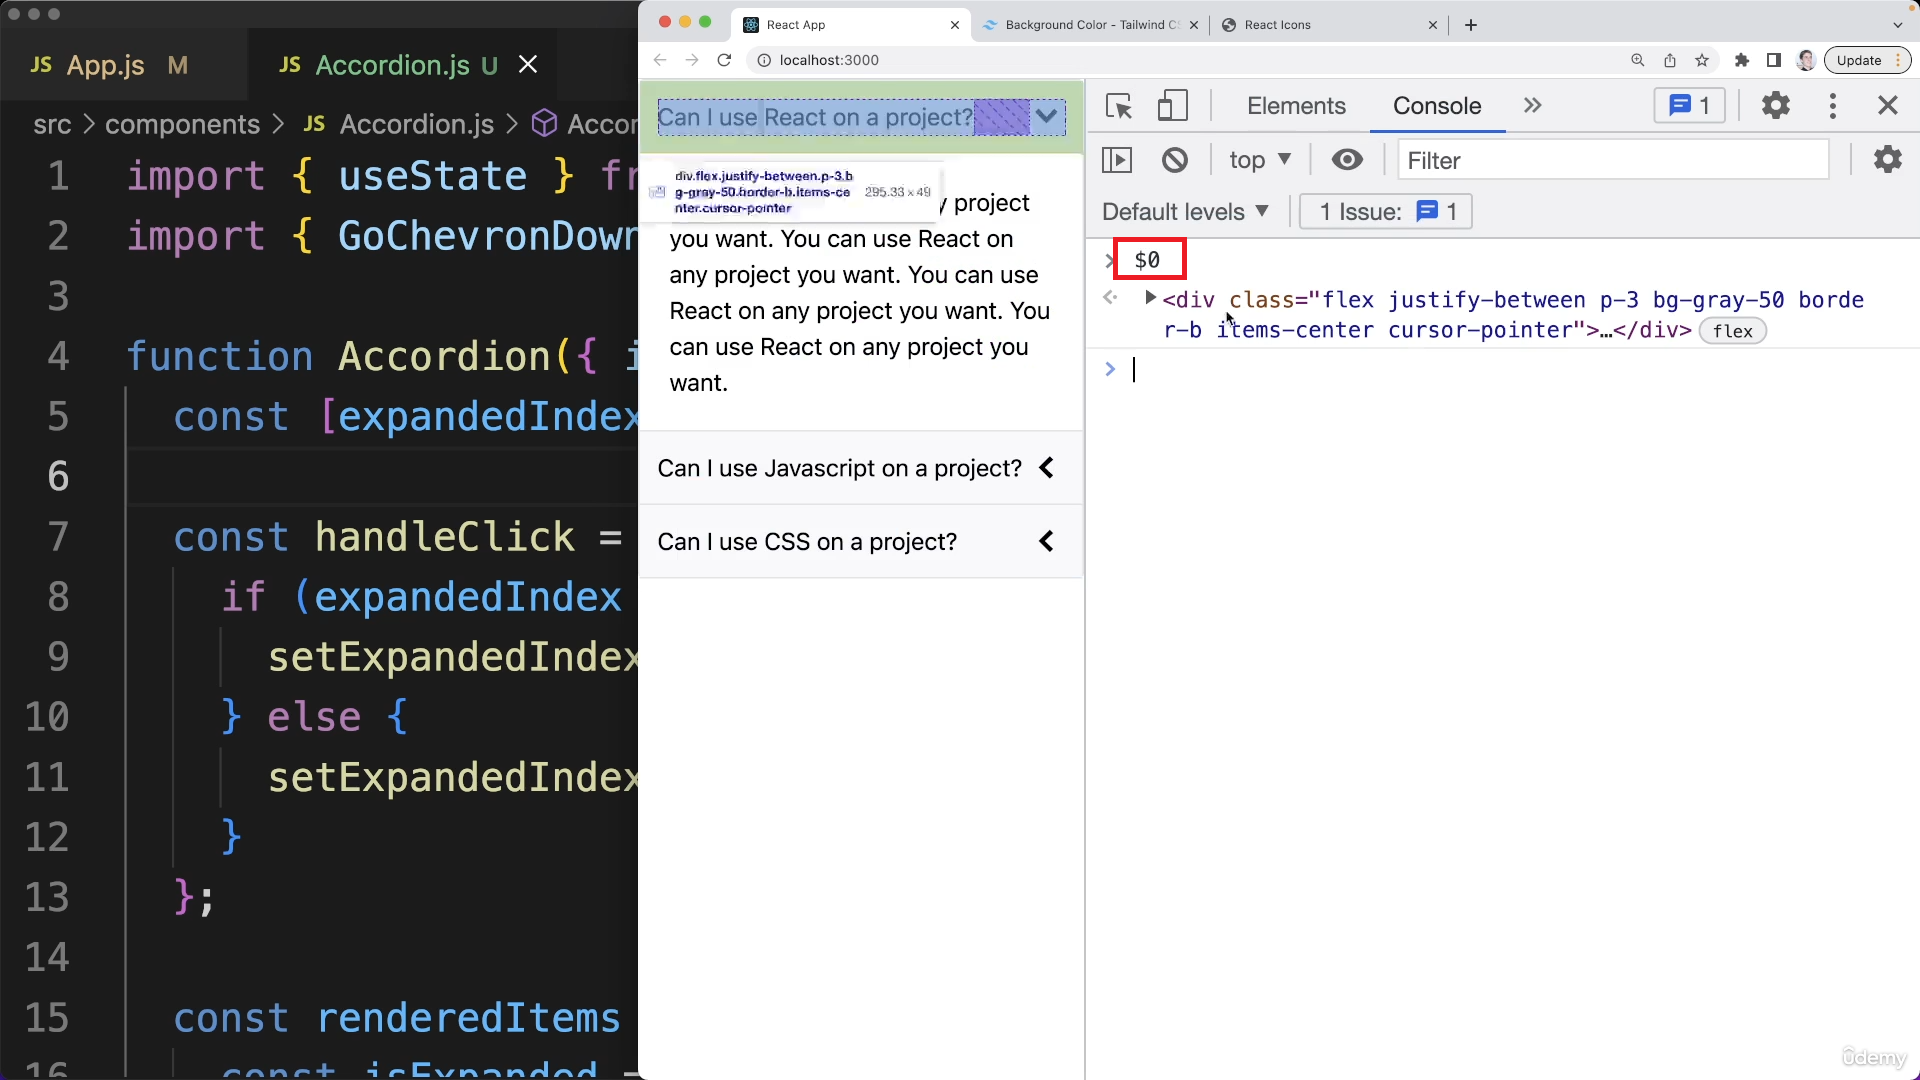 JS App.js M
JS Accordion.js U
src > components > JS Accordion.js > Accor
1 import { useState } fr
2 import { GoChevronDown
3
4 function Accordion({ i
5 const [expandedIndex
6
7 const handleClick =
8 if (expandedIndex
9 setExpandedIndex
10 } else {
11 setExpandedIndex
12 }
13 };
14
15 const renderedItems
16 const isExpanded =
React App
Background Color - Tailwind CS
React Icons
localhost:3000
Update
Can I use React on a project?
div.flex.justify-between.p-3.b
g-gray-50.border-b.items-ce
nter.cursor-pointer
295.33 × 49
y project
you want. You can use React on
any project you want. You can use
React on any project you want. You
can use React on any project you
want.
Can I use Javascript on a project?
Can I use CSS on a project?
Elements Console 1
top Filter
Default levels 1 Issue: 1
> $0
<div class="flex justify-between p-3 bg-gray-50 borde
r-b items-center cursor-pointer">…</div> flex
>
ûdemy